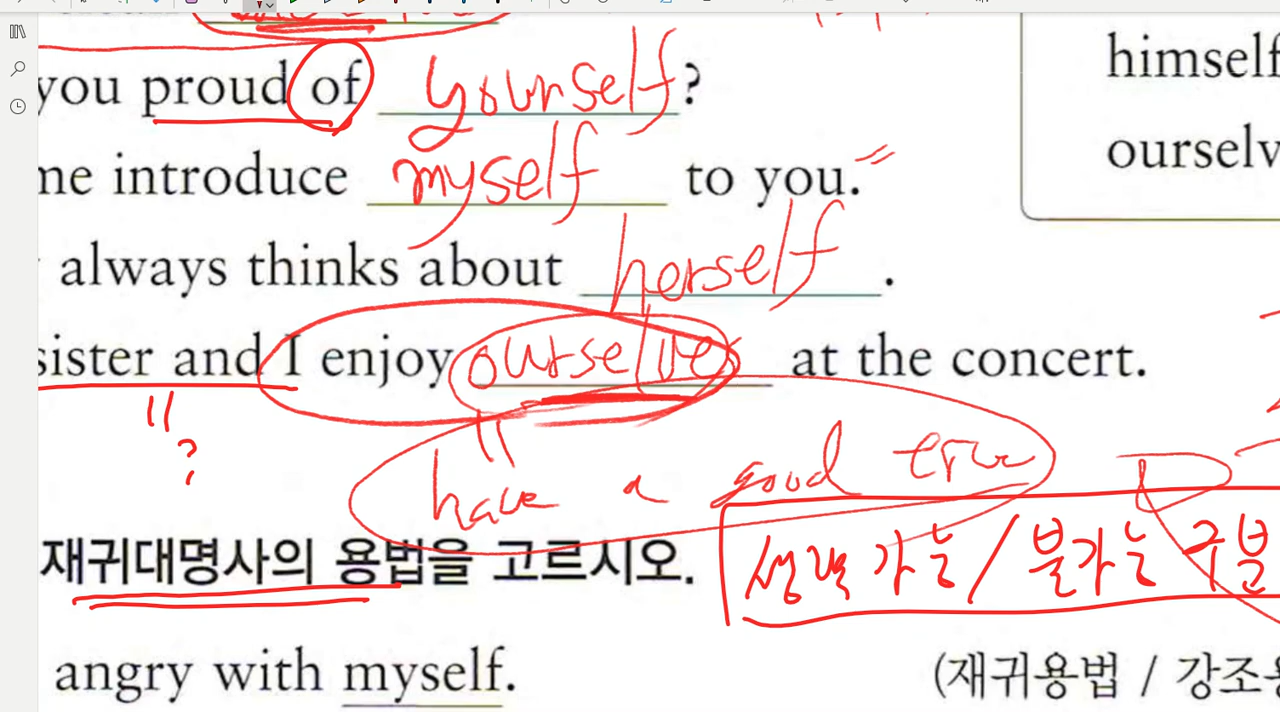 you proud of yourself?
himself
me introduce myself to you.
ourselv
always thinks about herself.
sister and I enjoy ourselves at the concert.
?
have a good time
생략 가능 / 불가능 구분
재귀대명사의 용법을 고르시오.
angry with myself. (재귀용법 / 강조용